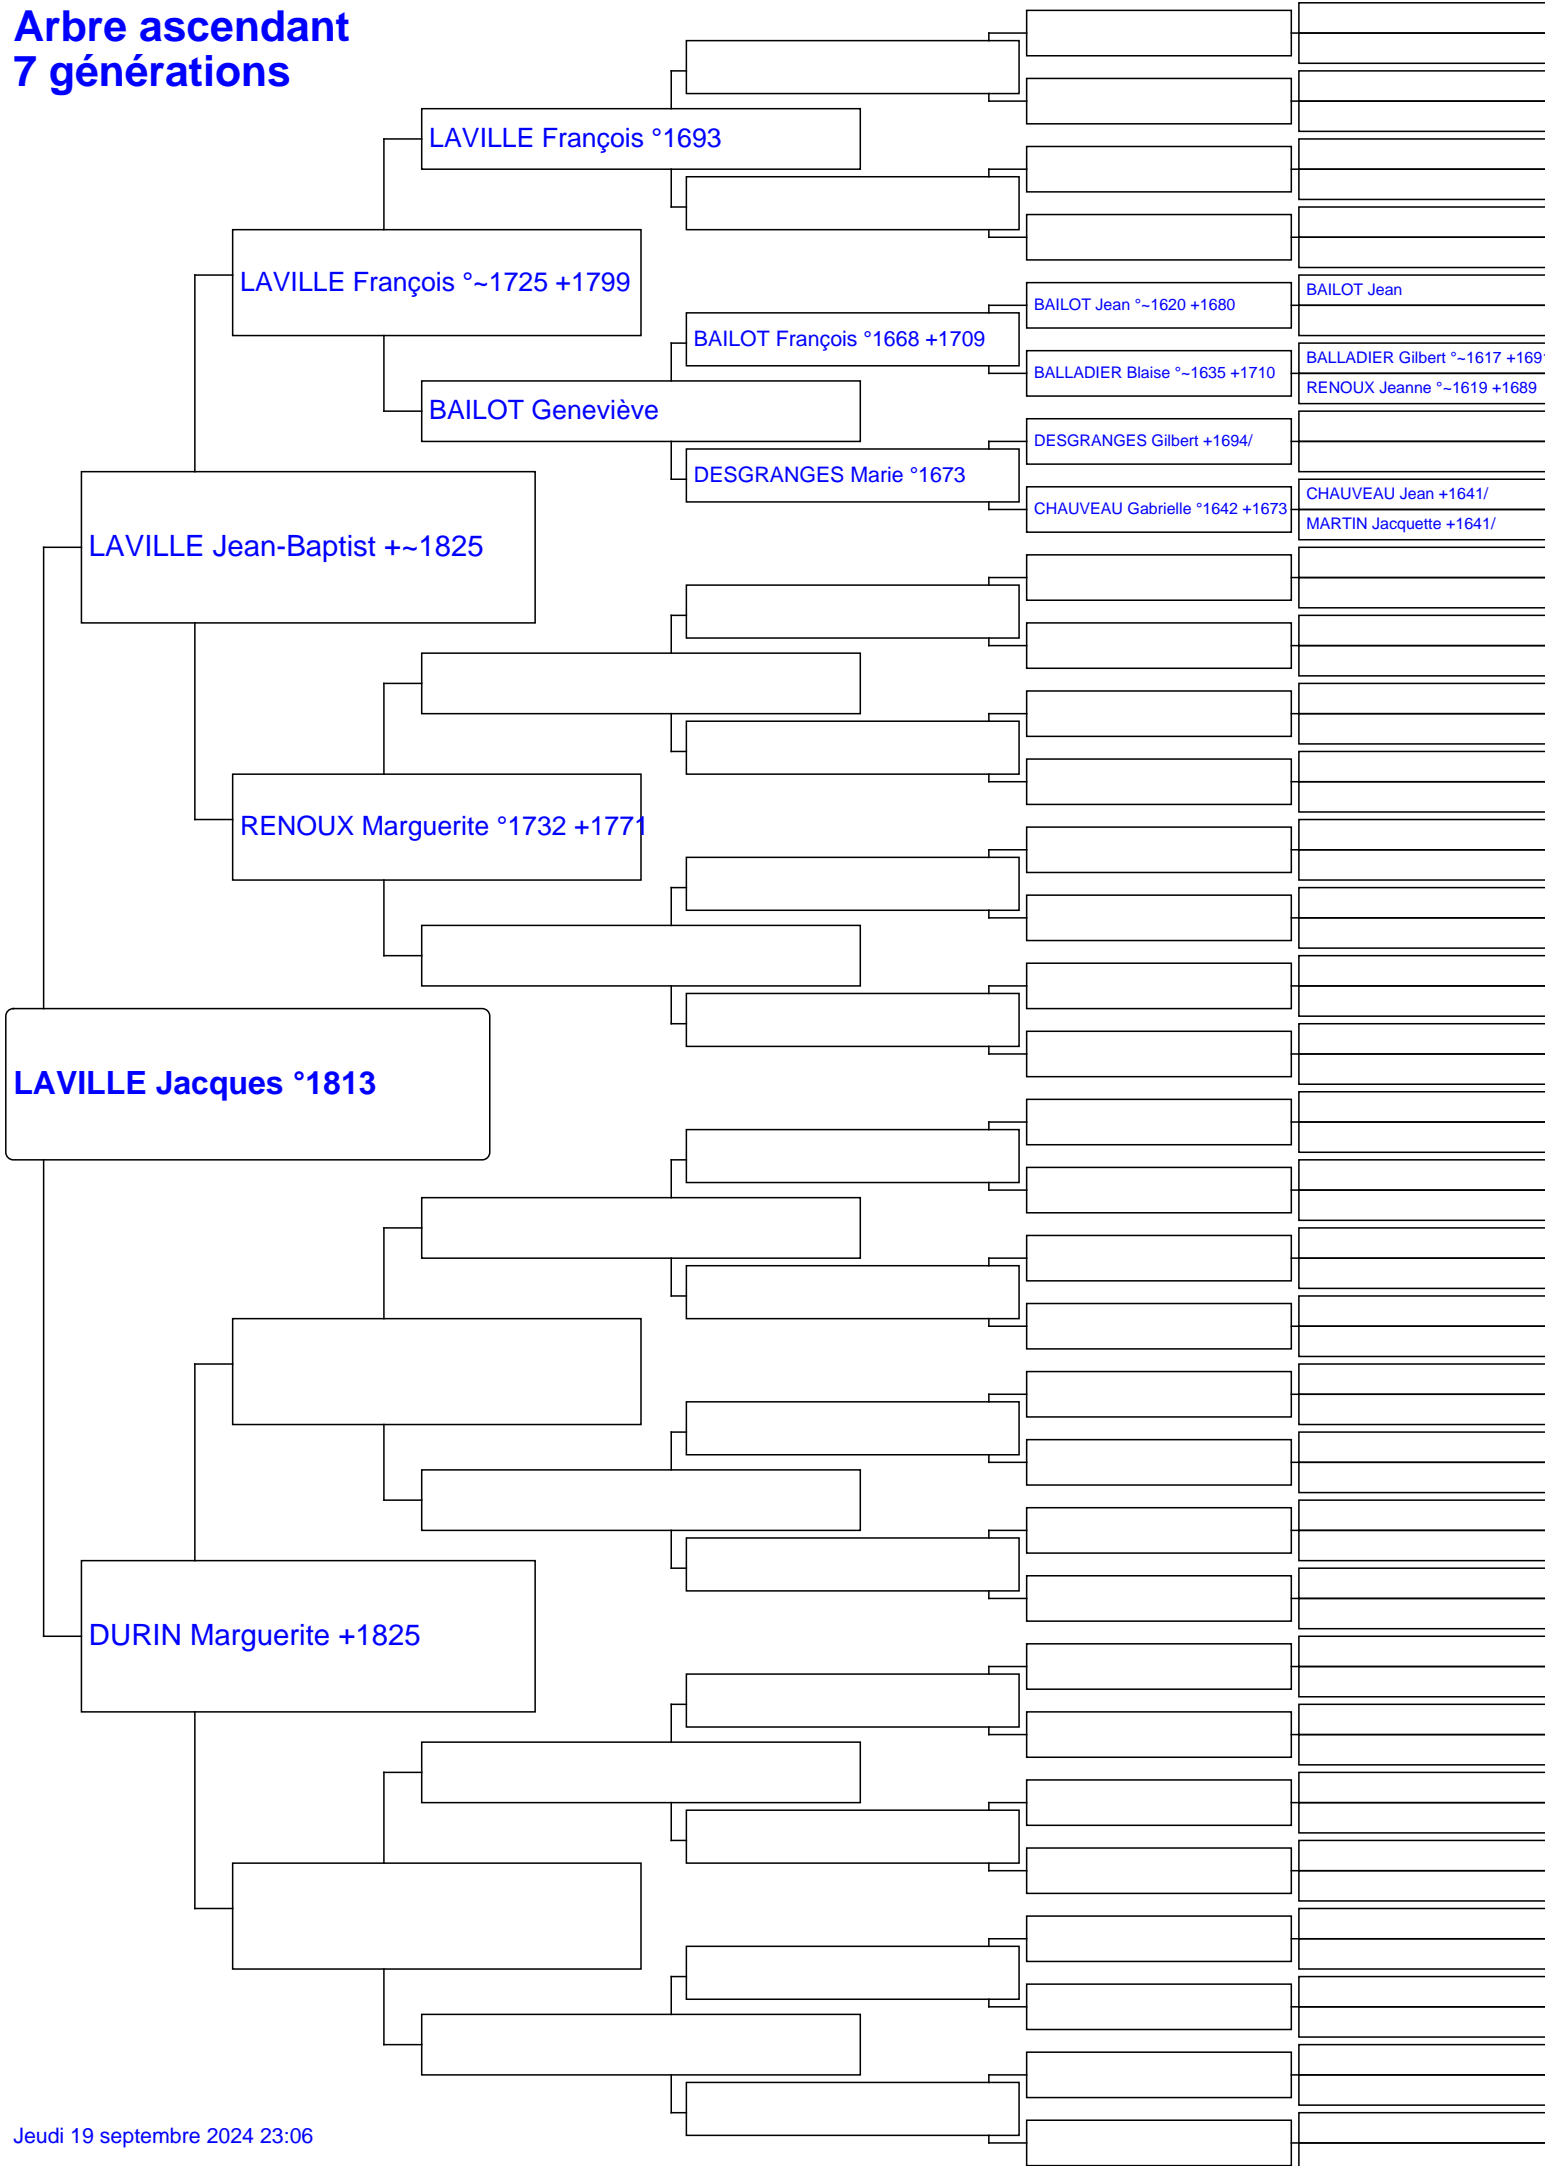 Arbre ascendant
7 générations
LAVILLE François °1693
LAVILLE François °~1725 +1799
BAILOT Jean °~1620 +1680
BAILOT Jean
BAILOT François °1668 +1709
BALLADIER Blaise °~1635 +1710
BALLADIER Gilbert °~1617 +1691
RENOUX Jeanne °~1619 +1689
BAILOT Geneviève
DESGRANGES Gilbert +1694/
DESGRANGES Marie °1673
CHAUVEAU Gabrielle °1642 +1673
CHAUVEAU Jean +1641/
MARTIN Jacquette +1641/
LAVILLE Jean-Baptist +~1825
RENOUX Marguerite °1732 +1771
LAVILLE Jacques °1813
DURIN Marguerite +1825
Jeudi 19 septembre 2024 23:06